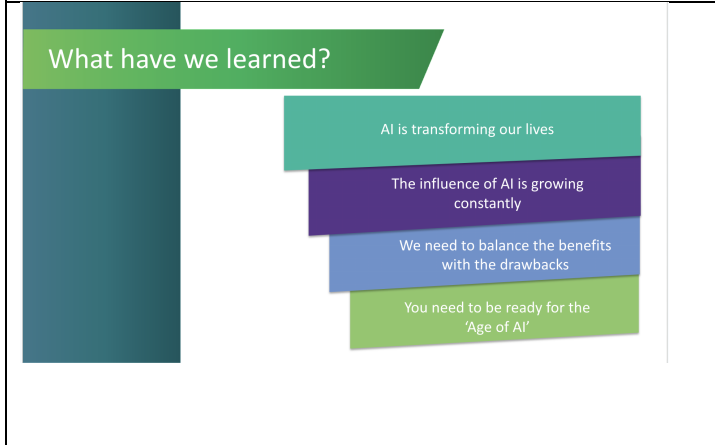 What have we learned?
AI is transforming our lives
The influence of AI is growing
constantly
We need to balance the benefits
with the drawbacks
You need to be ready for the
‘Age of AI’